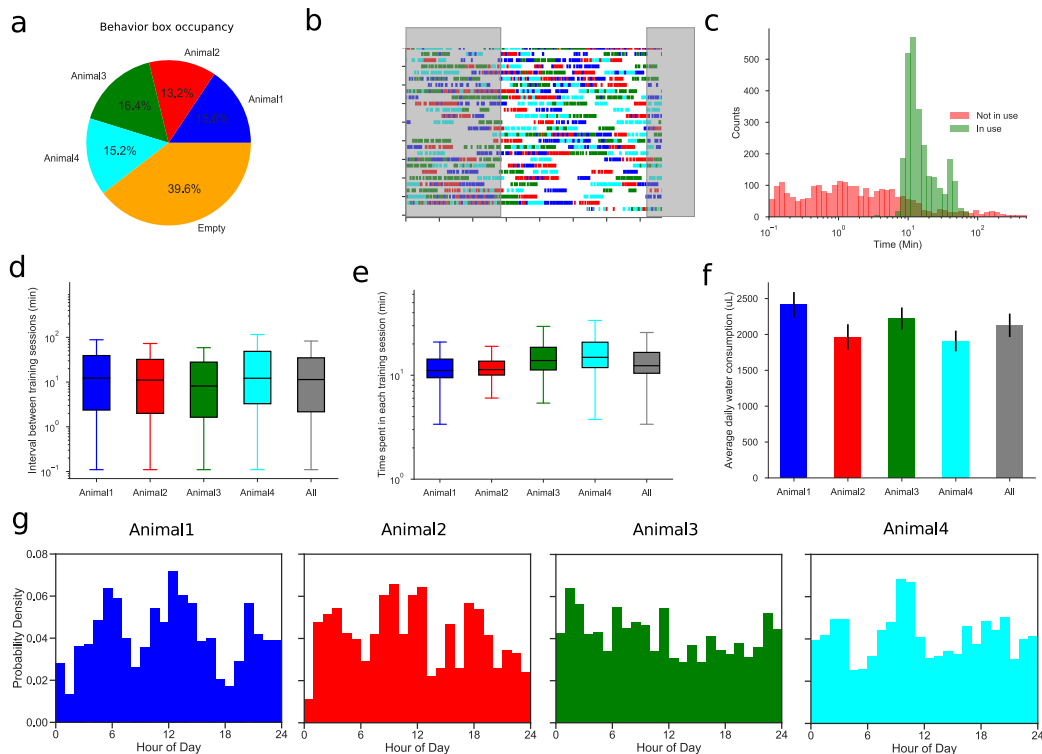 a
Behavior box occupancy
Animal2
Animal3
Animal1
13.2%
16.4%
Animal4
15.2%
39.6%
Empty
b
c
500
400
300
200
100
0
Counts
Not in use
In use
10⁻¹
10⁰
10¹
10²
Time (Min)
d
Interval between training sessions (min)
10²
10¹
10⁰
10⁻¹
Animal1
Animal2
Animal3
Animal4
All
e
Time spent in each training session (min)
10¹
10⁰
Animal1
Animal2
Animal3
Animal4
All
f
Average daily water consumption (uL)
2500
2000
1500
1000
500
0
Animal1
Animal2
Animal3
Animal4
All
g
Animal1
Animal2
Animal3
Animal4
Probability Density
0.08
0.06
0.04
0.02
0.00
0
6
12
18
24
Hour of Day
0
6
12
18
24
Hour of Day
0
6
12
18
24
Hour of Day
0
6
12
18
24
Hour of Day